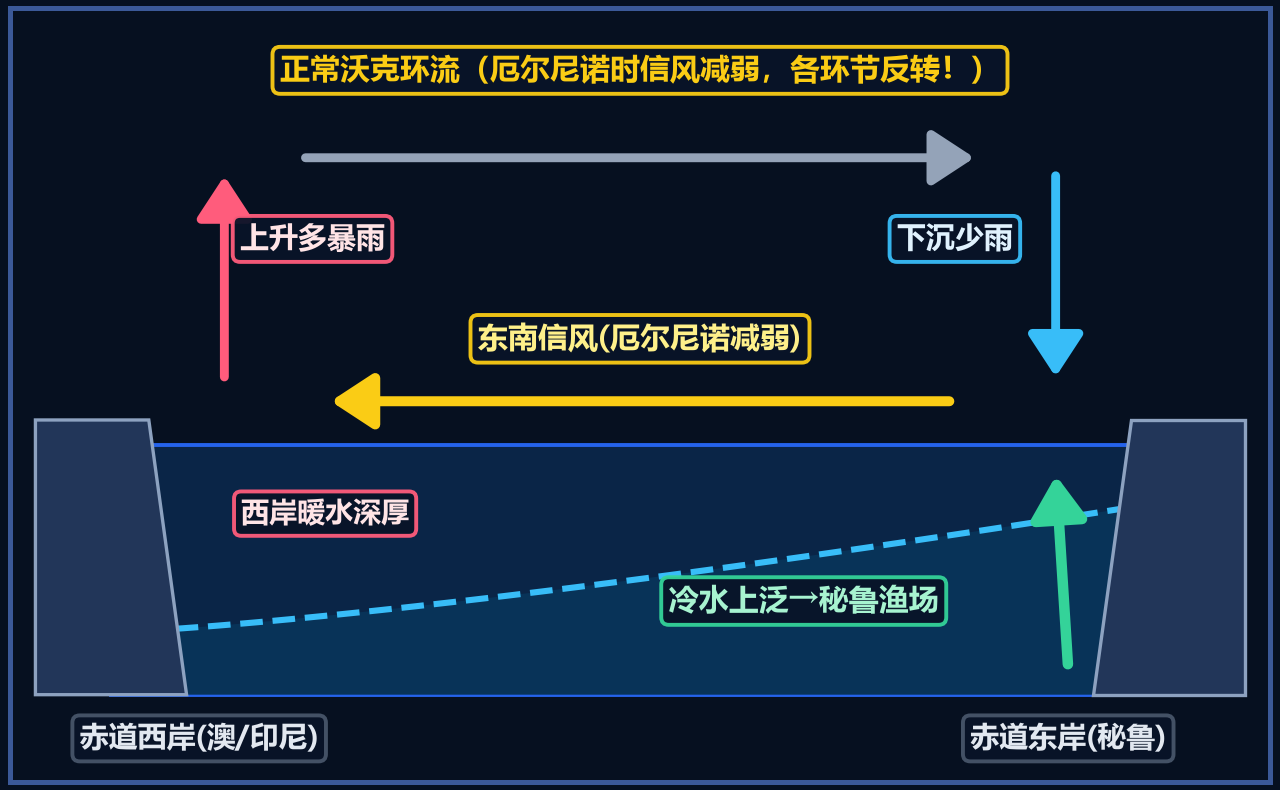 正常沃克环流（厄尔尼诺时信风减弱，各环节反转！）
上升多暴雨
下沉少雨
东南信风(厄尔尼诺减弱)
西岸暖水深厚
冷水上泛→秘鲁渔场
赤道西岸(澳/印尼)
赤道东岸(秘鲁)